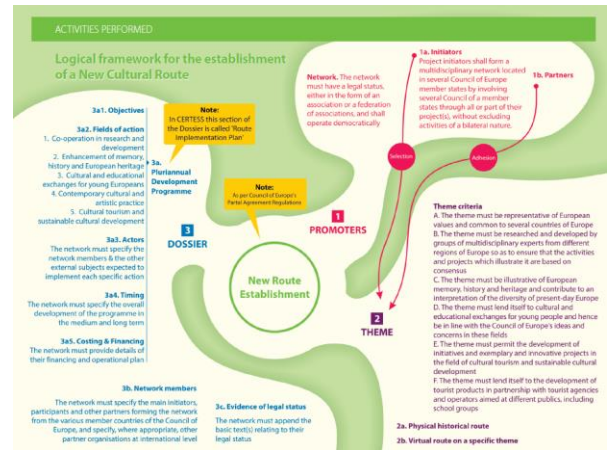 ACTIVITIES PERFORMED
Logical framework for the establishment
of a New Cultural Route
1a. Initiators
Project initiators shall form a
multidisciplinary network located
in several Council of Europe
member states by involving
several Council of a member
states through all or part of their
project(s), without excluding
activities of a bilateral nature.
1b. Partners
Network. The network
must have a legal status,
either in the form of an
association or a federation
of associations, and shall
operate democratically
Selection
Adhesion
1
PROMOTERS
Note:
In CERTESS this section of
the Dossier is called 'Route
Implementation Plan'
Note:
As per Council of Europe's
Partial Agreement Regulations
New Route
Establishment
2
THEME
Theme criteria
A. The theme must be representative of European
values and common to several countries of Europe
B. The theme must be researched and developed by
groups of multidisciplinary experts from different
regions of Europe so as to ensure that the activities
and projects which illustrate it are based on
consensus
C. The theme must be illustrative of European
memory, history and heritage and contribute to an
interpretation of the diversity of present-day Europe
D. The theme must lend itself to cultural and
educational exchanges for young people and hence
be in line with the Council of Europe's ideas and
concerns in these fields
E. The theme must permit the development of
initiatives and exemplary and innovative projects in
the field of cultural tourism and sustainable cultural
development
F. The theme must lend itself to the development of
tourist products in partnership with tourist agencies
and operators aimed at different publics, including
school groups
2a. Physical historical route
2b. Virtual route on a specific theme
3
DOSSIER
3a.
Pluriannual
Development
Programme
3a1. Objectives
3a2. Fields of action
1. Co-operation in research and
development
2. Enhancement of memory,
history and European heritage
3. Cultural and educational
exchanges for young Europeans
4. Contemporary cultural and
artistic practice
5. Cultural tourism and
sustainable cultural development
3a3. Actors
The network must specify the
network members & the other
external subjects expected to
implement each specific action
3a4. Timing
The network must specify the overall
development of the programme in
the medium and long term
3a5. Costing & Financing
The network must provide details of
their financing and operational plan
3b. Network members
The network must specify the main initiators,
participants and other partners forming the network
from the various member countries of the Council of
Europe, and specify, where appropriate, other
partner organisations at international level
3c. Evidence of legal status
The network must append the
basic text(s) relating to their
legal status